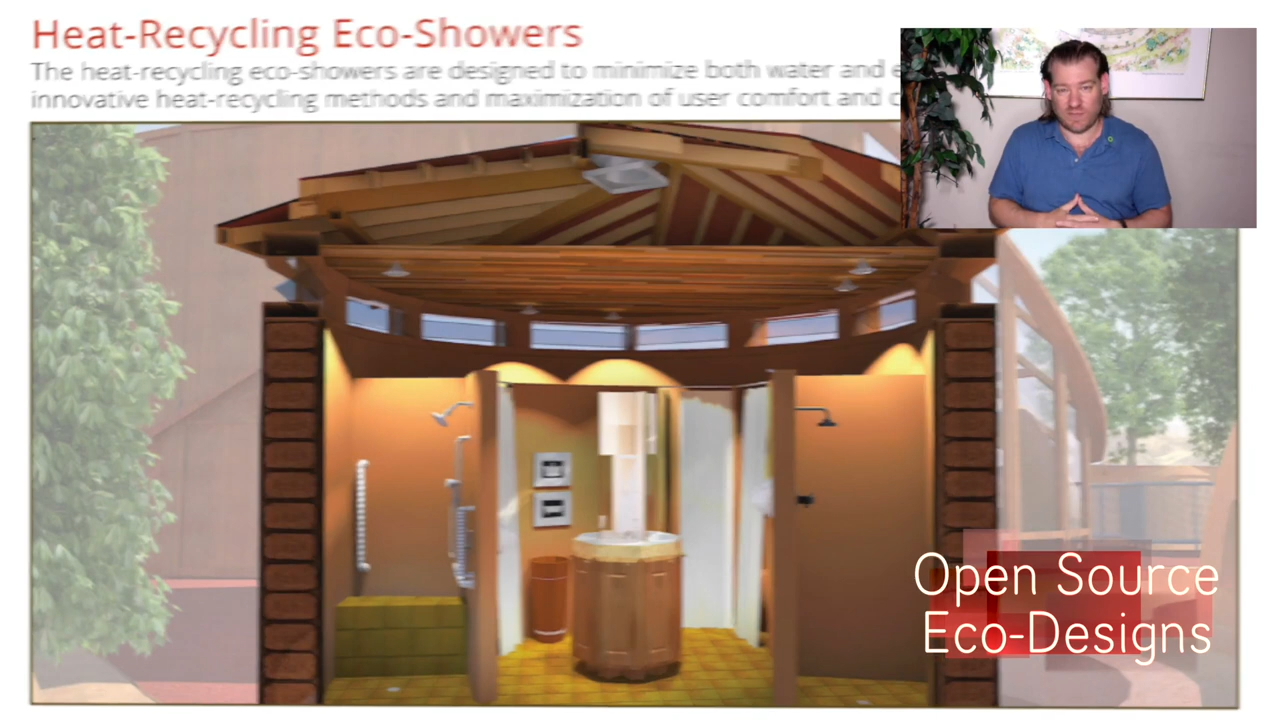 Heat-Recycling Eco-Showers
The heat-recycling eco-showers are designed to minimize both water and
innovative heat-recycling methods and maximization of user comfort and
Open Source
Eco-Designs